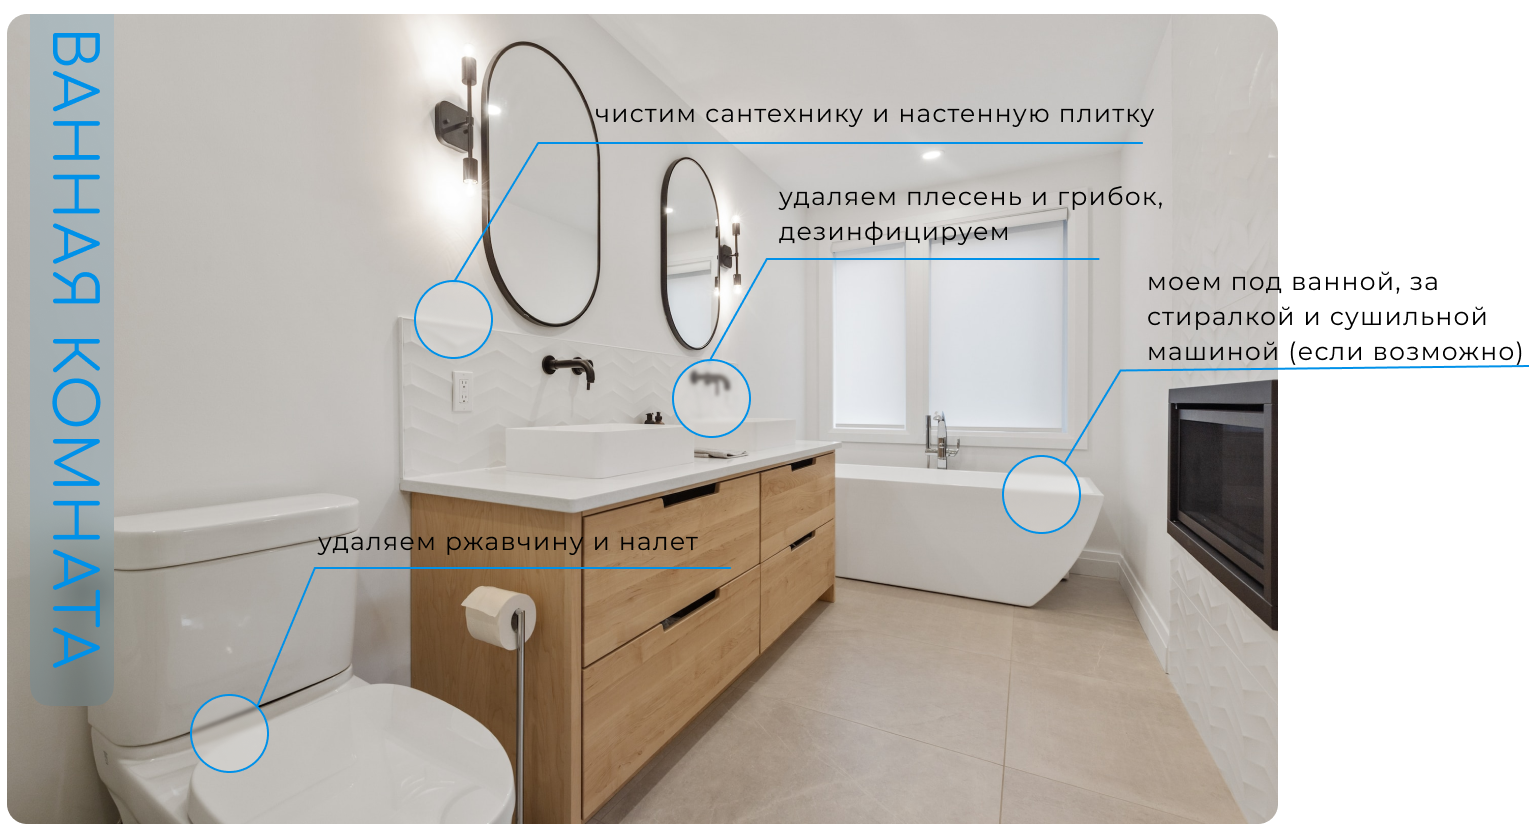 ВАННАЯ КОМНАТА
чистим сантехнику и настенную плитку
удаляем плесень и грибок,
дезинфицируем
моем под ванной, за
стиралкой и сушильной
машиной (если возможно)
удаляем ржавчину и налет